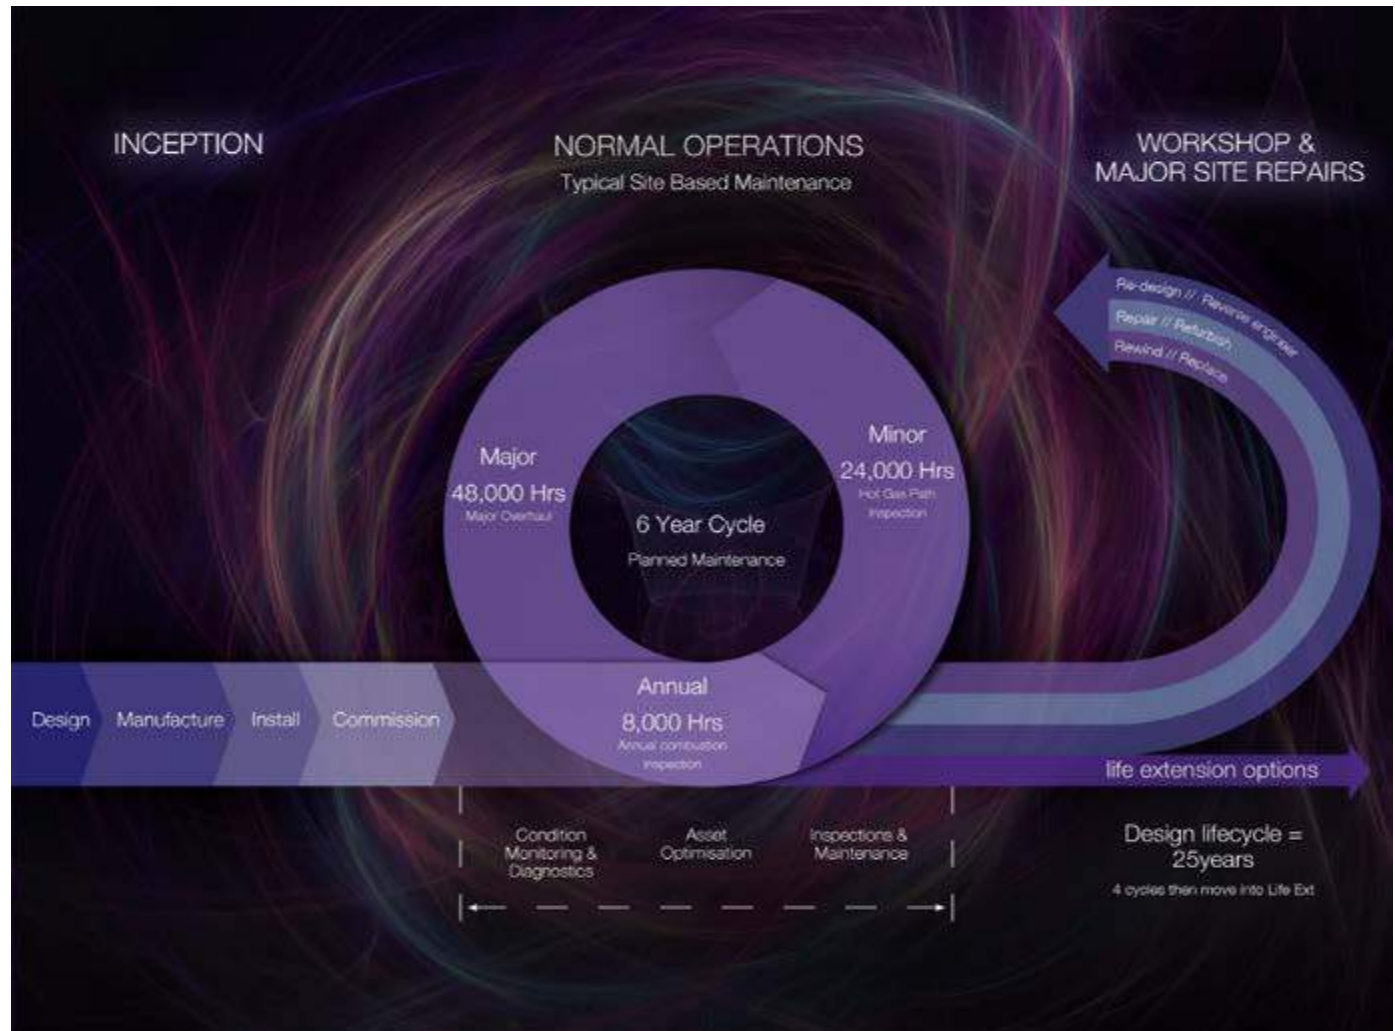 INCEPTION
NORMAL OPERATIONS
Typical Site Based Maintenance
WORKSHOP &
MAJOR SITE REPAIRS
Re-design // Reverse engineer
Repair // Refurbish
Rewind // Replace
Major
48,000 Hrs
Major Overhaul
Minor
24,000 Hrs
Hot Gas Path
Inspection
6 Year Cycle
Planned Maintenance
Annual
8,000 Hrs
Annual combustion
Inspection
Design
Manufacture
Install
Commission
life extension options
Condition
Monitoring &
Diagnostics
Asset
Optimisation
Inspections &
Maintenance
Design lifecycle =
25years
4 cycles then move into Life Ext